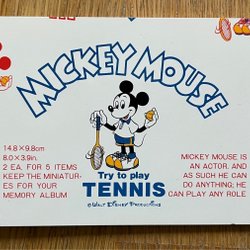 MICKEY MOUSE
14.8×9.8cm
8.0×3.9in.
2 EA. FOR 5 ITEMS
KEEP THE MINIATUR-
ES FOR YOUR
MEMORY ALBUM
Try to play
TENNIS
© WALT DISNEY PRODUCTIONS
MICKEY MOUSE IS
AN ACTOR. AND
AS SUCH HE CAN
DO ANYTHING; HE
CAN PLAY ANY ROLE